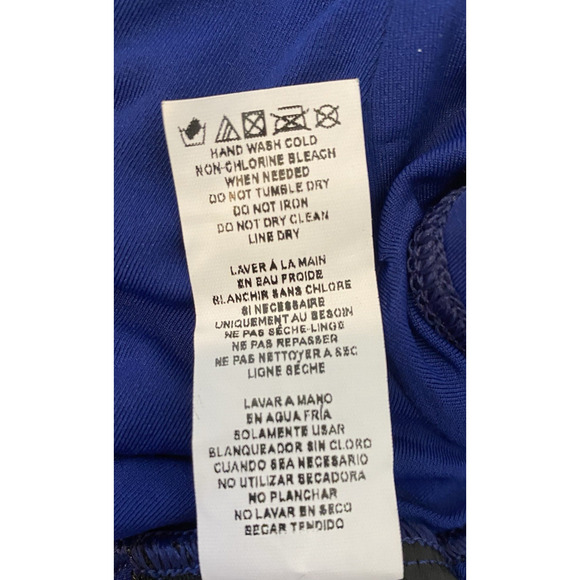 HAND WASH COLD
NON-CHLORINE BLEACH
WHEN NEEDED
DO NOT TUMBLE DRY
DO NOT IRON
DO NOT DRY CLEAN
LINE DRY
LAVER À LA MAIN
EN EAU FROIDE
BLANCHIR SANS CHLORE
SI NECESSAIRE
UNIQUEMENT AU BESOIN
NE PAS SÉCHE-LINGE
NE PAS REPASSER
NE PAS NETTOYER A SEC
LIGNE SÉCHE
LAVAR A MANO
EN AGUA FRÍA
SOLAMENTE USAR
BLANQUEADOR SIN CLORO
CUANDO SEA NECESARIO
NO UTILIZAR SECADORA
NO PLANCHAR
NO LAVAR EN SECO
SECAR TENDIDO